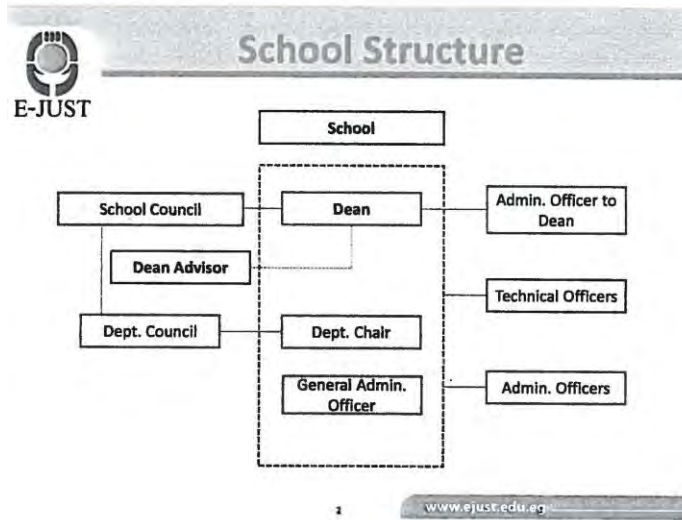 School Structure
E-JUST
School
School Council
Dean
Admin. Officer to
Dean
Dean Advisor
Technical Officers
Dept. Council
Dept. Chair
General Admin.
Officer
Admin. Officers
2
www.ejust.edu.eg